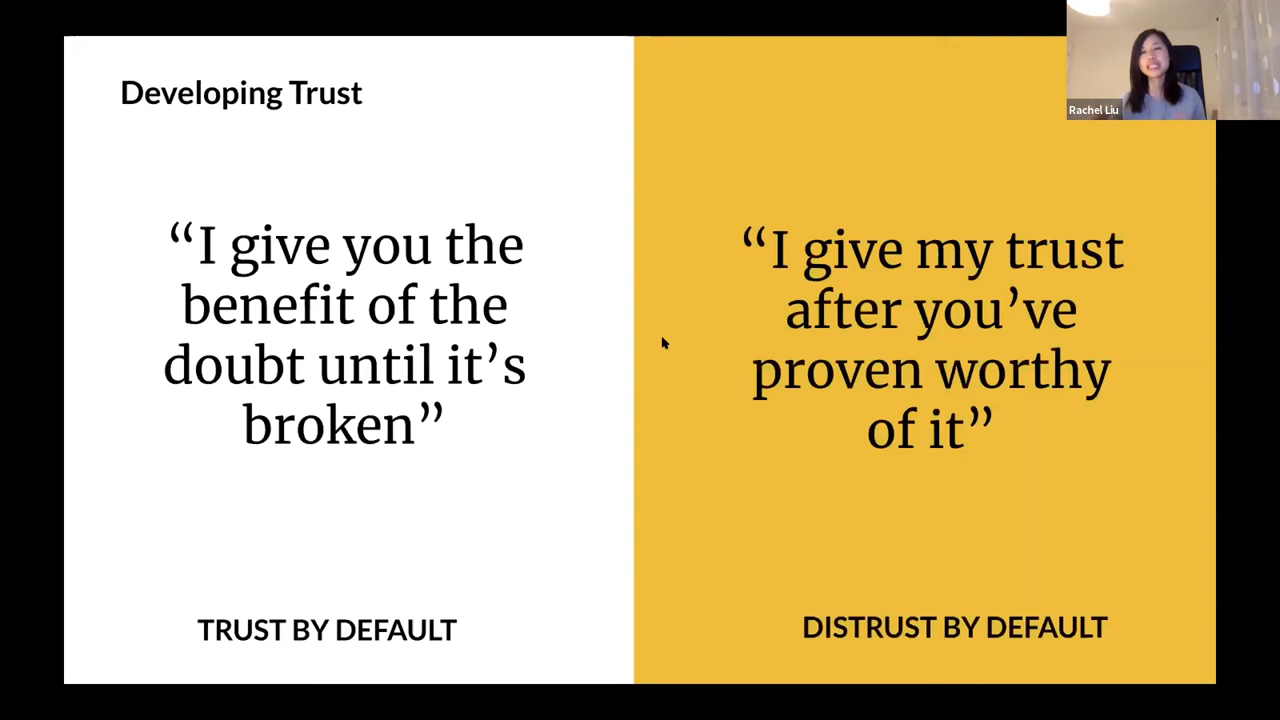 Developing Trust
“I give you the
benefit of the
doubt until it’s
broken”
TRUST BY DEFAULT
“I give my trust
after you’ve
proven worthy
of it”
DISTRUST BY DEFAULT
Rachel Liu